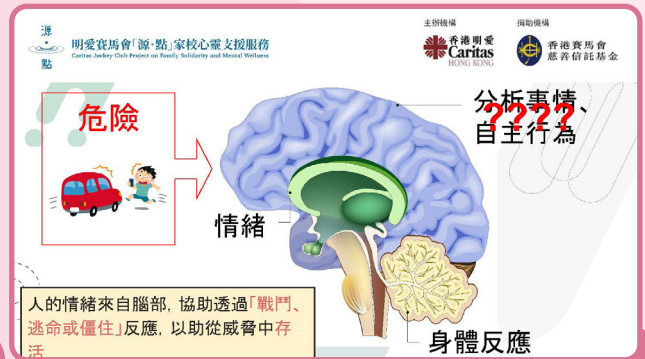 源
點
明愛賽馬會「源‧點」家校心靈支援服務
Caritas Jockey Club Project on Family Solidarity and Mental Wellness
主辦機構
香港明愛
Caritas
HONG KONG
捐助機構
香港賽馬會
慈善信託基金
危險
分析事情、
自主行為
????
情緒
身體反應
人的情緒來自腦部, 協助透過「戰鬥、
逃命或僵住」反應, 以助從威脅中存
活